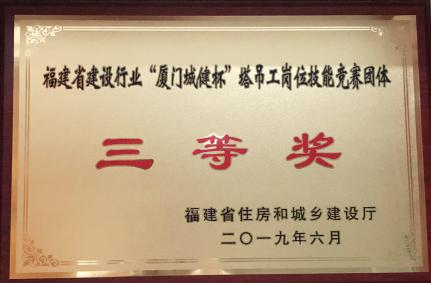 福建省建设行业“厦门城健杯”塔吊工岗位技能竞赛团体
三等奖
福建省住房和城乡建设厅
二〇一九年六月